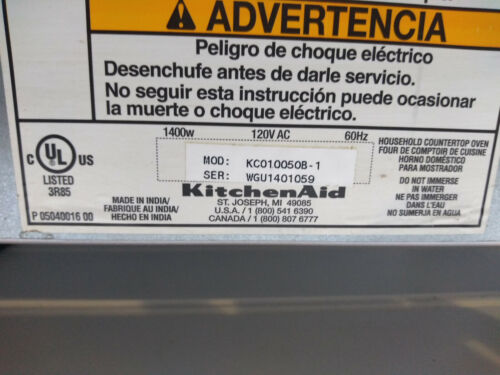 ADVERTENCIA
Peligro de choque eléctrico
Desenchufe antes de darle servicio.
No seguir esta instrucción puede ocasionar
la muerte o choque eléctrico.
1400w 120V AC 60Hz
C UL US
LISTED
3R85
MOD: KCO1005OB-1
SER: WGU1401059
KitchenAid
ST. JOSEPH, MI 49085
U.S.A. / 1 (800) 541 6390
CANADA / 1 (800) 807 6777
MADE IN INDIA/
FABRIQUE AU INDIA/
HECHO EN INDIA
P 05040016 00
HOUSEHOLD COUNTERTOP OVEN
FOUR DE COMPTOIR DE CUISINE
HORNO DOMÉSTICO
PARA MOSTRADOR
DO NOT IMMERSE
IN WATER
NE PAS IMMERGER
DANS L'EAU
NO SUMERJA EN AGUA